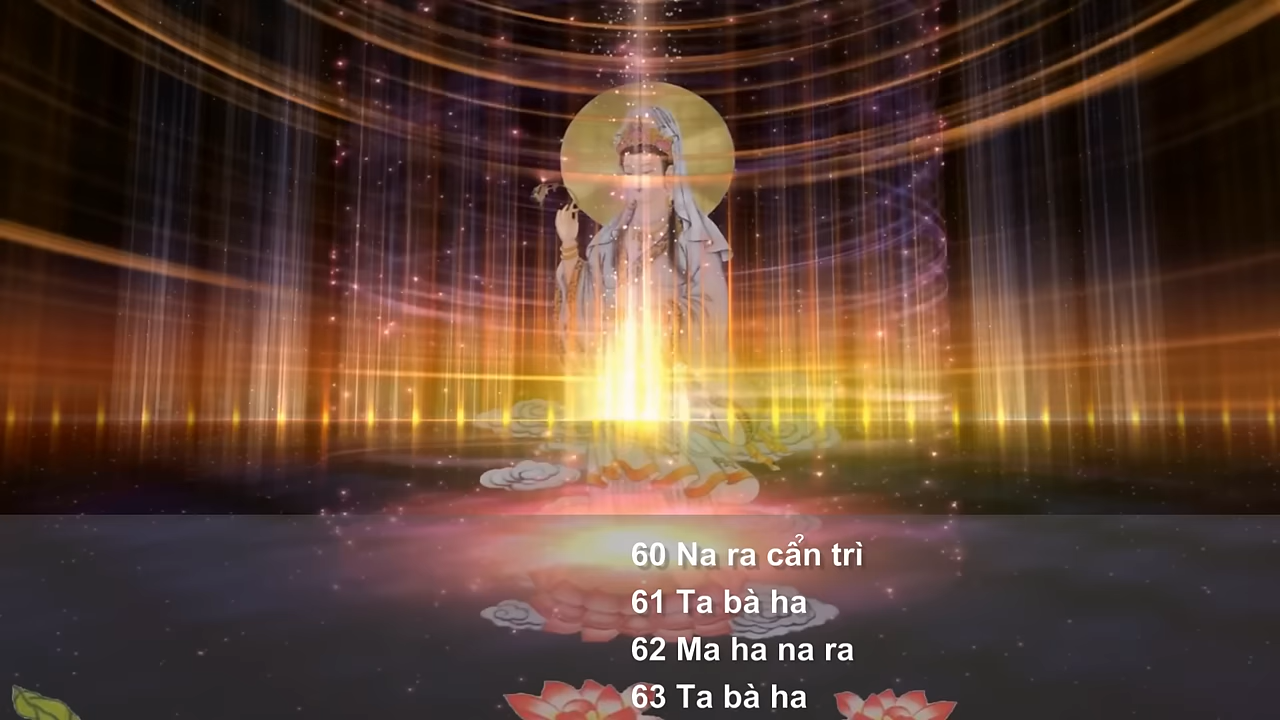 60 Na ra cẩn trì
61 Ta bà ha
62 Ma ha na ra
63 Ta bà ha